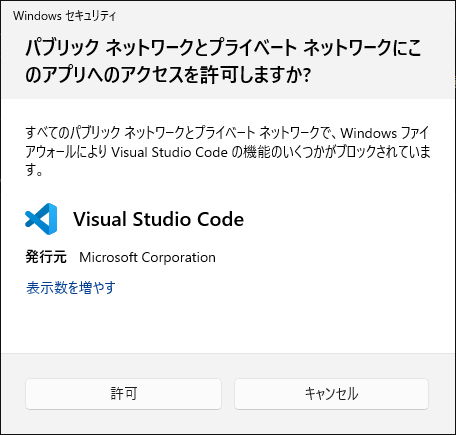 Windows セキュリティ
パブリック ネットワークとプライベート ネットワークにこ
のアプリへのアクセスを許可しますか?
すべてのパブリック ネットワークとプライベート ネットワークで、Windows ファイ
アウォールにより Visual Studio Code の機能のいくつかがブロックされていま
す。
Visual Studio Code
発行元 Microsoft Corporation
表示数を増やす
許可
キャンセル